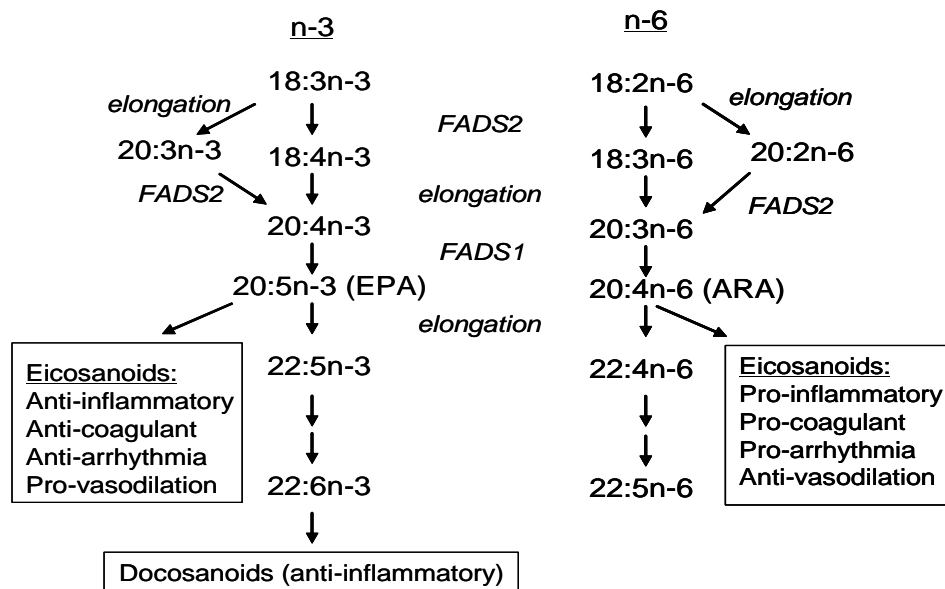 n-3
n-6
18:3n-3
18:2n-6
elongation
FADS2
elongation
20:3n-3
18:4n-3
18:3n-6
20:2n-6
FADS2
elongation
FADS2
20:4n-3
20:3n-6
FADS1
20:5n-3 (EPA)
20:4n-6 (ARA)
elongation
Eicosanoids:
Anti-inflammatory
Anti-coagulant
Anti-arrhythmia
Pro-vasodilation
22:5n-3
22:4n-6
Eicosanoids:
Pro-inflammatory
Pro-coagulant
Pro-arrhythmia
Anti-vasodilation
22:6n-3
22:5n-6
Docosanoids (anti-inflammatory)